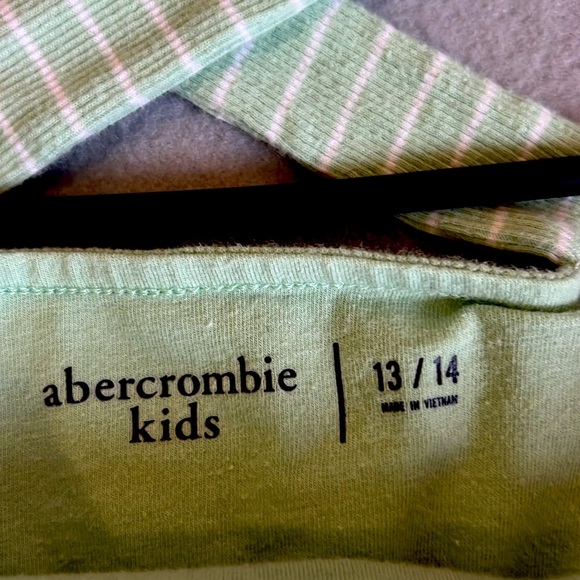 abercrombie
kids
13 / 14
MADE IN VIETNAM